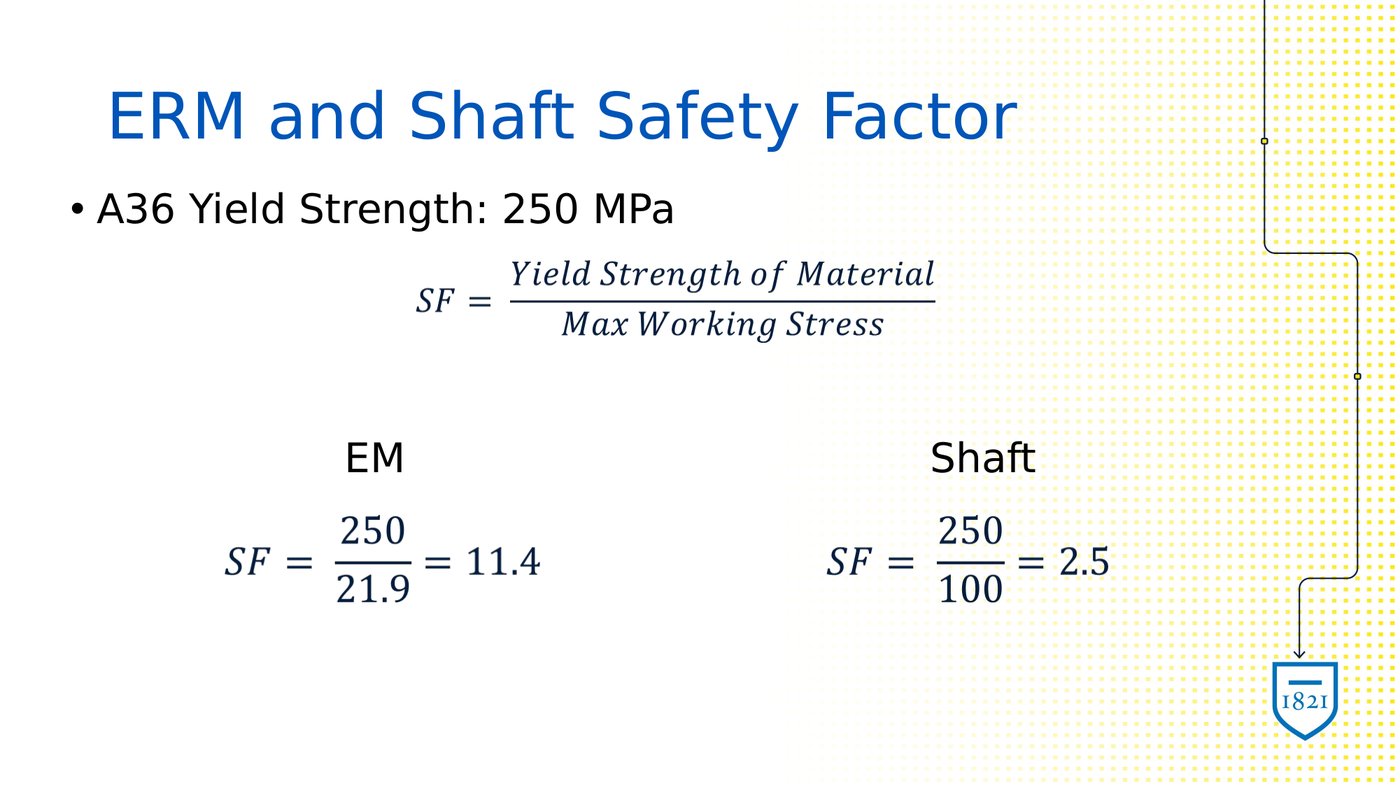 ERM and Shaft Safety Factor
• A36 Yield Strength: 250 MPa
SF = Yield Strength of Material / Max Working Stress
EM
Shaft
SF = 250 / 21.9 = 11.4
SF = 250 / 100 = 2.5
1821